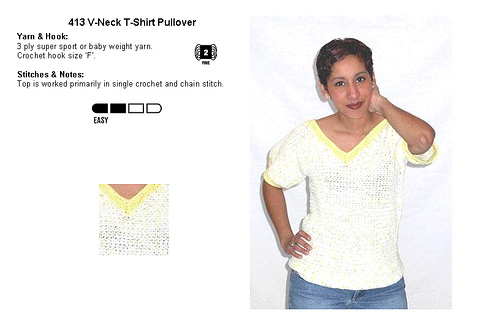 413 V-Neck T-Shirt Pullover
Yarn & Hook:
3 ply super sport or baby weight yarn.
Crochet hook size "F".
2
FINE
Stitches & Notes:
Top is worked primarily in single crochet and chain stitch.
EASY